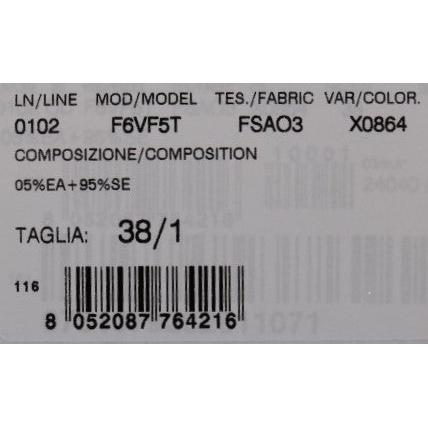 LN/LINE MOD/MODEL TES./FABRIC VAR/COLOR.
0102 F6VF5T FSAO3 X0864
COMPOSIZIONE/COMPOSITION
05%EA+95%SE
TAGLIA: 38/1
116
8 052087 764216